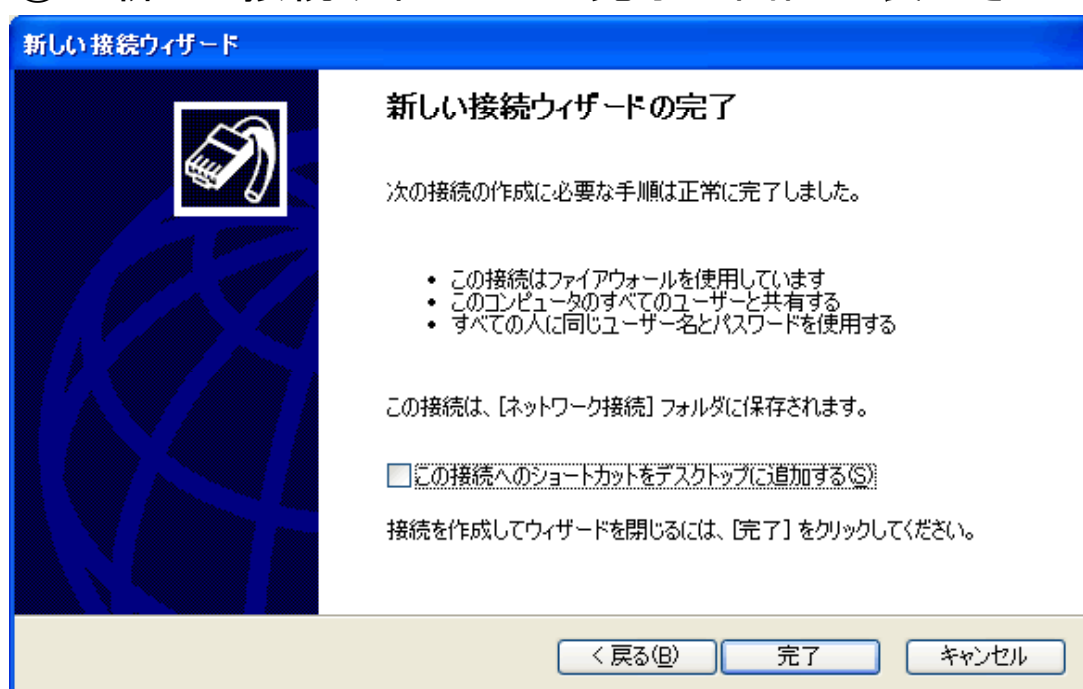 新しい接続ウィザード
新しい接続ウィザードの完了
次の接続の作成に必要な手順は正常に完了しました。
• この接続はファイアウォールを使用しています
• このコンピュータのすべてのユーザーと共有する
• すべての人に同じユーザー名とパスワードを使用する
この接続は、[ネットワーク接続] フォルダに保存されます。
この接続へのショートカットをデスクトップに追加する(S)
接続を作成してウィザードを閉じるには、[完了] をクリックしてください。
< 戻る(B) 完了 キャンセル